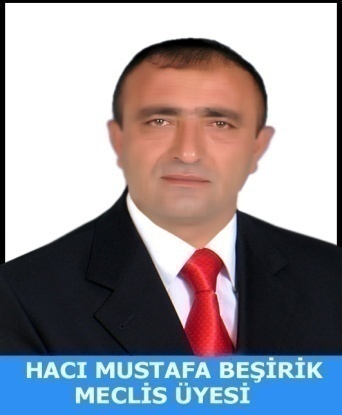 HACI MUSTAFA BEŞİRİK
MECLİS ÜYESİ